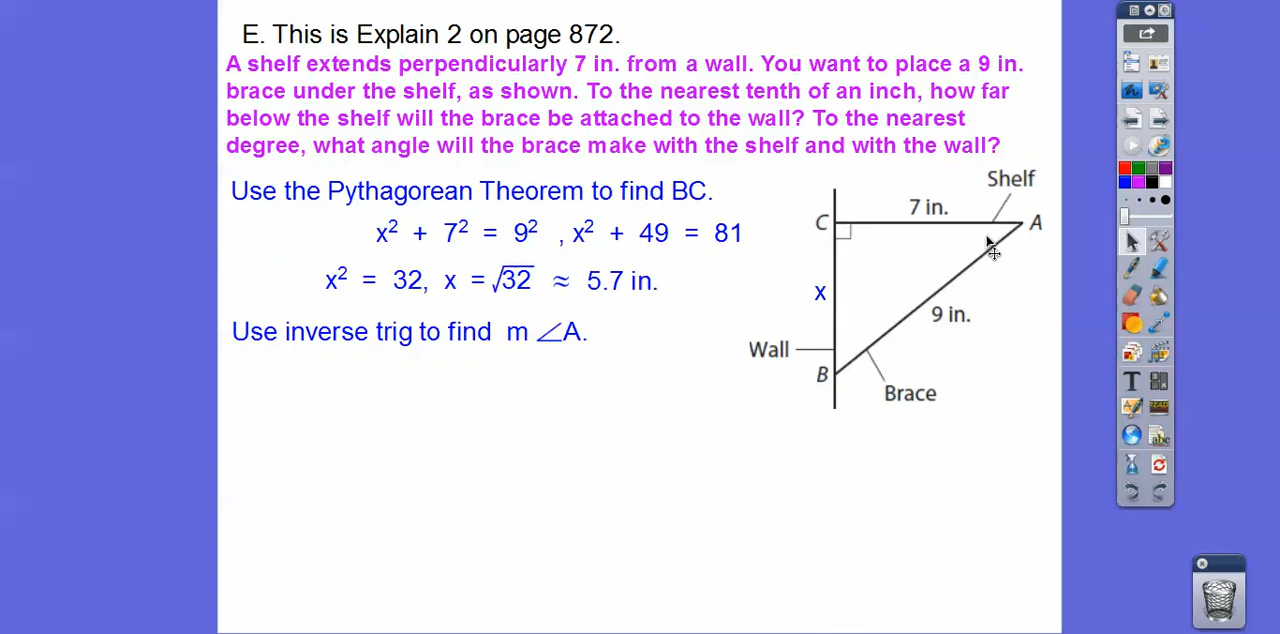 E. This is Explain 2 on page 872.
A shelf extends perpendicularly 7 in. from a wall. You want to place a 9 in.
brace under the shelf, as shown. To the nearest tenth of an inch, how far
below the shelf will the brace be attached to the wall? To the nearest
degree, what angle will the brace make with the shelf and with the wall?
Use the Pythagorean Theorem to find BC.
x² + 7² = 9² , x² + 49 = 81
x² = 32, x = √32 ≈ 5.7 in.
Use inverse trig to find m ∠A.
Shelf
7 in.
C
A
x
9 in.
Wall
B
Brace